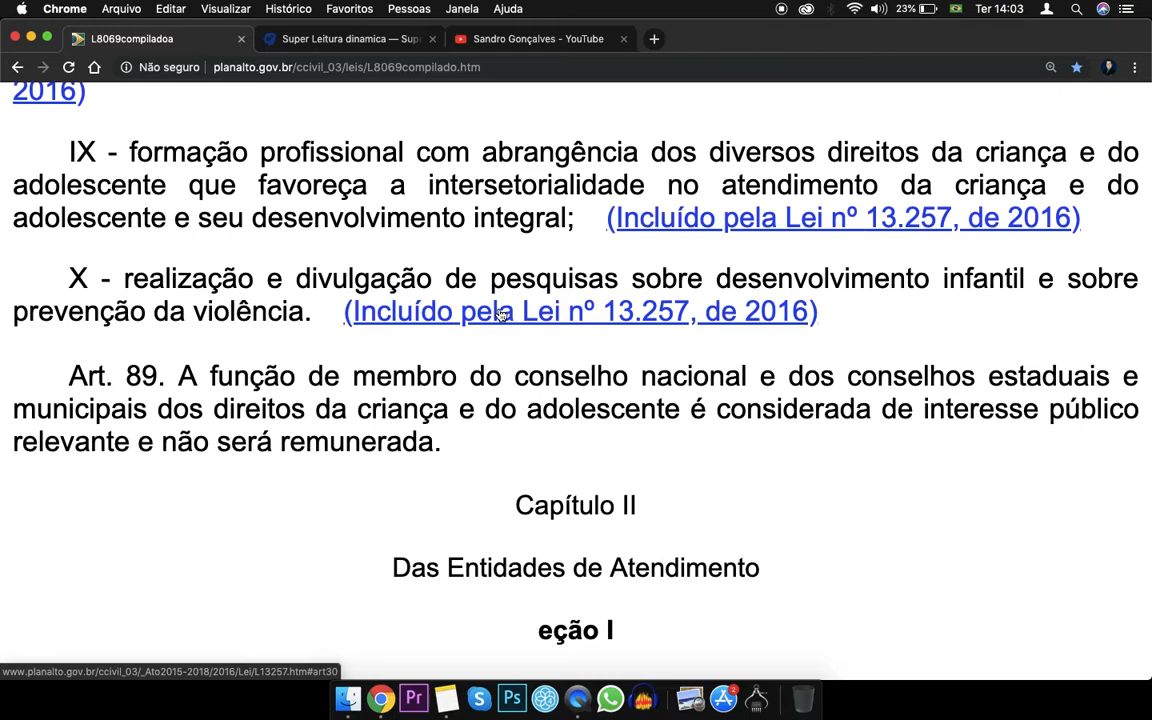 Chrome Arquivo Editar Visualizar Histórico Favoritos Pessoas Janela Ajuda 23% Ter 14:03
L8069compiladoa Super Leitura dinamica — Sup Sandro Gonçalves - YouTube
Não seguro planalto.gov.br/ccivil_03/leis/L8069compilado.htm
2016)
IX - formação profissional com abrangência dos diversos direitos da criança e do
adolescente que favoreça a intersetorialidade no atendimento da criança e do
adolescente e seu desenvolvimento integral; (Incluído pela Lei nº 13.257, de 2016)
X - realização e divulgação de pesquisas sobre desenvolvimento infantil e sobre
prevenção da violência. (Incluído pela Lei nº 13.257, de 2016)
Art. 89. A função de membro do conselho nacional e dos conselhos estaduais e
municipais dos direitos da criança e do adolescente é considerada de interesse público
relevante e não será remunerada.
Capítulo II
Das Entidades de Atendimento
eção I
www.planalto.gov.br/ccivil_03/_Ato2015-2018/2016/Lei/L13257.htm#art30
Pr S Ps 2